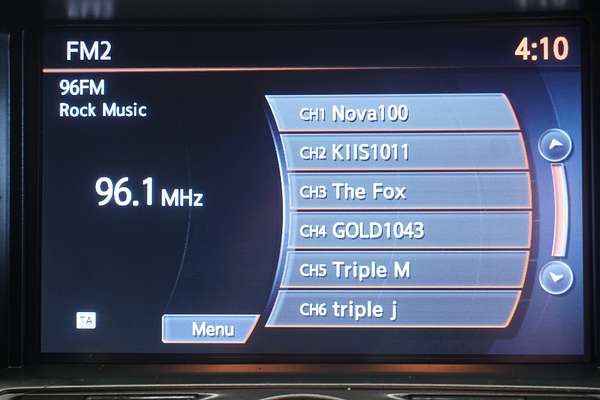 FM2
4:10
96FM
Rock Music
96.1 MHz
CH1 Nova100
CH2 KIIS1011
CH3 The Fox
CH4 GOLD1043
CH5 Triple M
CH6 triple j
TA
Menu